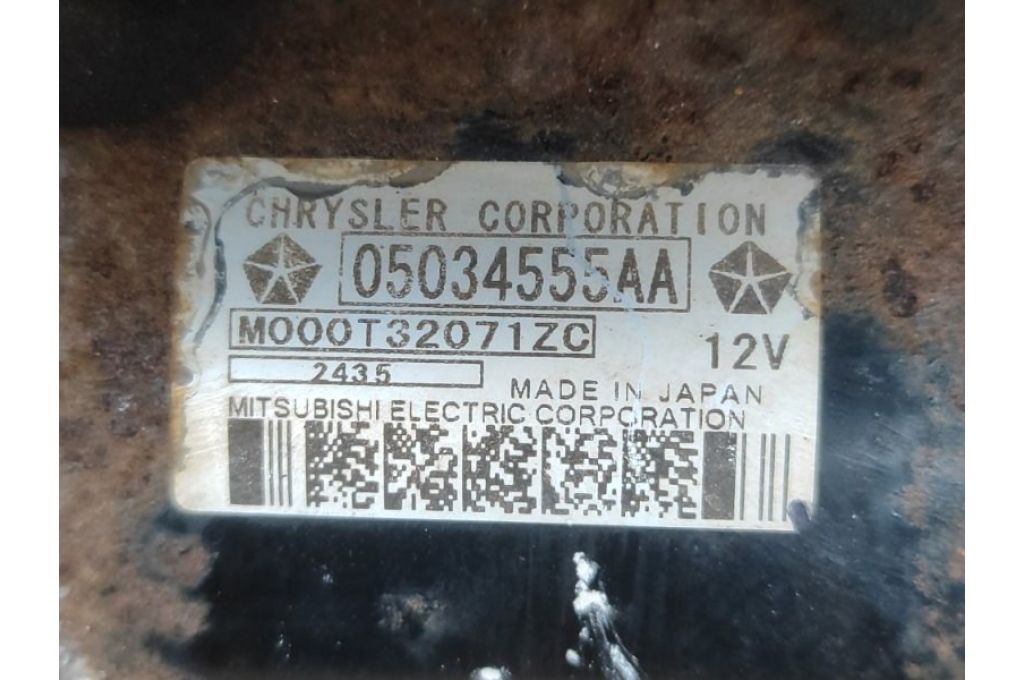 CHRYSLER CORPORATION
05034555AA
M000T32071ZC
12V
2435
MADE IN JAPAN
MITSUBISHI ELECTRIC CORPORATION